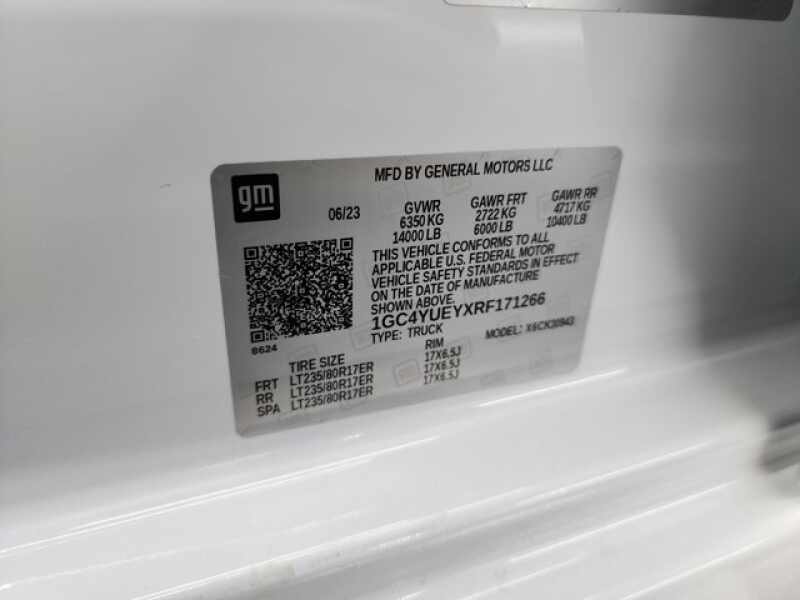 MFD BY GENERAL MOTORS LLC
gm
06/23
GVWR GAWR FRT GAWR RR
6350 KG 2722 KG 4717 KG
14000 LB 6000 LB 10400 LB
THIS VEHICLE CONFORMS TO ALL
APPLICABLE U.S. FEDERAL MOTOR
VEHICLE SAFETY STANDARDS IN EFFECT
ON THE DATE OF MANUFACTURE
SHOWN ABOVE.
1GC4YUEYXRF171266
TYPE: TRUCK MODEL: X6CK30943
8624
TIRE SIZE RIM
FRT LT235/80R17ER 17X6.5J
RR LT235/80R17ER 17X6.5J
SPA LT235/80R17ER 17X6.5J